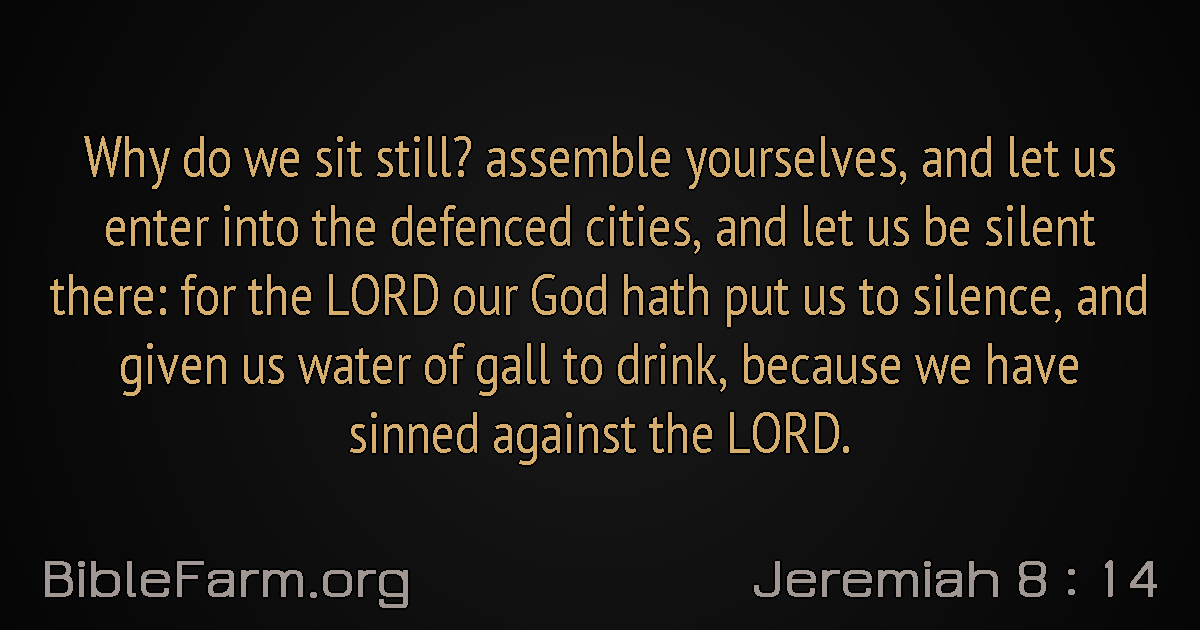 Why do we sit still? assemble yourselves, and let us
enter into the defenced cities, and let us be silent
there: for the LORD our God hath put us to silence, and
given us water of gall to drink, because we have
sinned against the LORD.
BibleFarm.org
Jeremiah 8 : 14